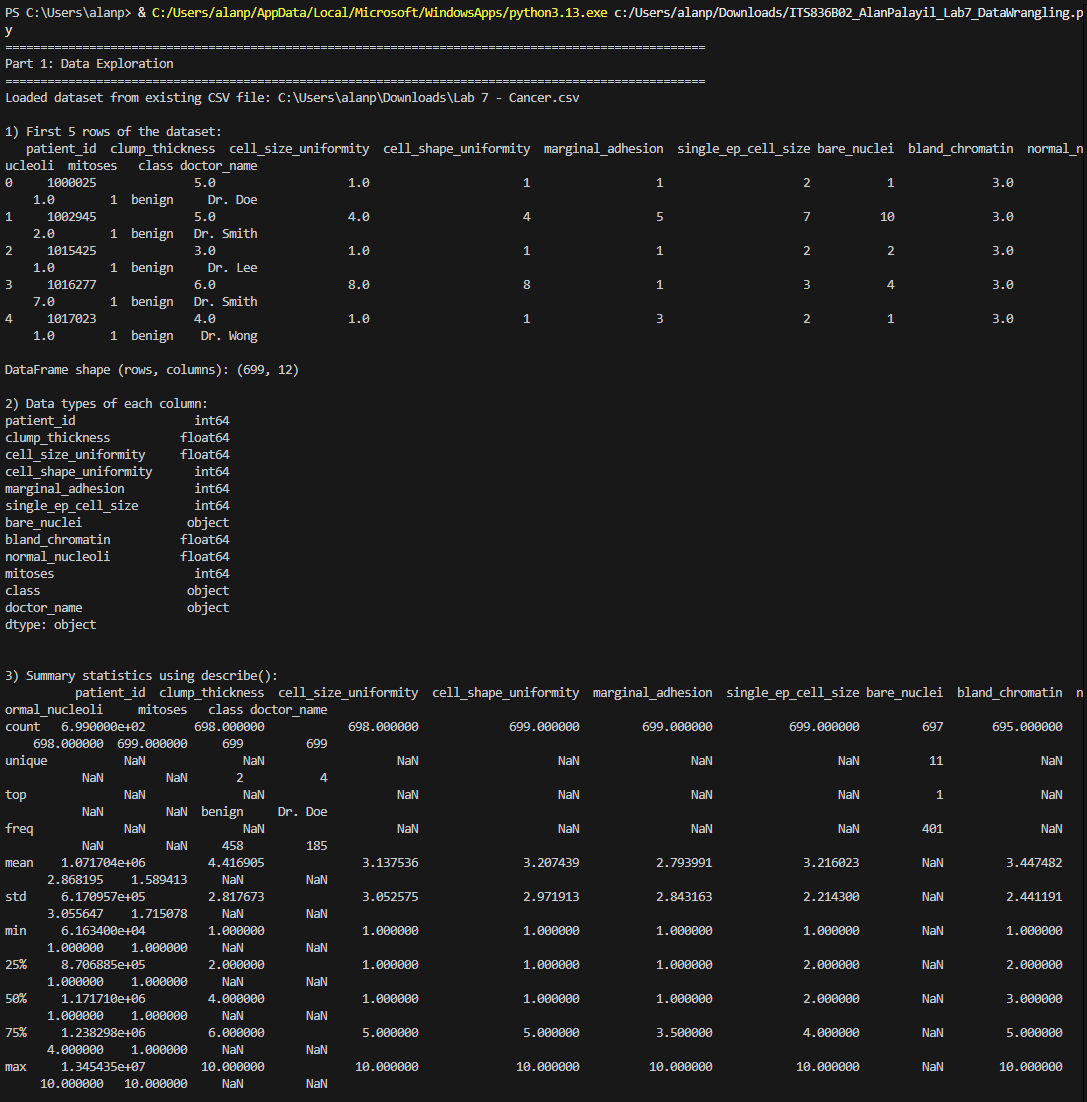 PS C:\Users\alanp> & C:/Users/alanp/AppData/Local/Microsoft/WindowsApps/python3.13.exe c:/Users/alanp/Downloads/ITS836B02_AlanPalayil_Lab7_DataWrangling.p
y
====================================================================================================
Part 1: Data Exploration
====================================================================================================
Loaded dataset from existing CSV file: C:\Users\alanp\Downloads\Lab 7 - Cancer.csv

1) First 5 rows of the dataset:
   patient_id  clump_thickness  cell_size_uniformity  cell_shape_uniformity  marginal_adhesion  single_ep_cell_size bare_nuclei  bland_chromatin  normal_n
ucleoli  mitoses   class doctor_name
0     1000025              5.0                   1.0                      1                  1                    2           1              3.0
    1.0        1  benign     Dr. Doe
1     1002945              5.0                   4.0                      4                  5                    7          10              3.0
    2.0        1  benign   Dr. Smith
2     1015425              3.0                   1.0                      1                  1                    2           2              3.0
    1.0        1  benign     Dr. Lee
3     1016277              6.0                   8.0                      8                  1                    3           4              3.0
    7.0        1  benign   Dr. Smith
4     1017023              4.0                   1.0                      1                  3                    2           1              3.0
    1.0        1  benign    Dr. Wong

DataFrame shape (rows, columns): (699, 12)

2) Data types of each column:
patient_id                 int64
clump_thickness          float64
cell_size_uniformity     float64
cell_shape_uniformity      int64
marginal_adhesion          int64
single_ep_cell_size        int64
bare_nuclei               object
bland_chromatin          float64
normal_nucleoli          float64
mitoses                    int64
class                     object
doctor_name               object
dtype: object

3) Summary statistics using describe():
          patient_id  clump_thickness  cell_size_uniformity  cell_shape_uniformity  marginal_adhesion  single_ep_cell_size bare_nuclei  bland_chromatin  n
ormal_nucleoli     mitoses   class doctor_name
count   6.990000e+02       698.000000            698.000000             699.000000         699.000000           699.000000         697       695.000000
    698.000000  699.000000     699         699
unique           NaN              NaN                   NaN                    NaN                NaN                  NaN          11              NaN
           NaN         NaN       2           4
top              NaN              NaN                   NaN                    NaN                NaN                  NaN           1              NaN
           NaN         NaN  benign     Dr. Doe
freq             NaN              NaN                   NaN                    NaN                NaN                  NaN         401              NaN
           NaN         NaN     458         185
mean    1.071704e+06         4.416905              3.137536               3.207439           2.793991             3.216023         NaN         3.447482
      2.868195    1.589413     NaN         NaN
std     6.170957e+05         2.817673              3.052575               2.971913           2.843163             2.214300         NaN         2.441191
      3.055647    1.715078     NaN         NaN
min     6.163400e+04         1.000000              1.000000               1.000000           1.000000             1.000000         NaN         1.000000
      1.000000    1.000000     NaN         NaN
25%     8.706885e+05         2.000000              1.000000               1.000000           1.000000             2.000000         NaN         2.000000
      1.000000    1.000000     NaN         NaN
50%     1.171710e+06         4.000000              1.000000               1.000000           1.000000             2.000000         NaN         3.000000
      1.000000    1.000000     NaN         NaN
75%     1.238298e+06         6.000000              5.000000               5.000000           3.500000             4.000000         NaN         5.000000
      4.000000    1.000000     NaN         NaN
max     1.345435e+07        10.000000             10.000000              10.000000          10.000000            10.000000         NaN        10.000000
     10.000000   10.000000     NaN         NaN